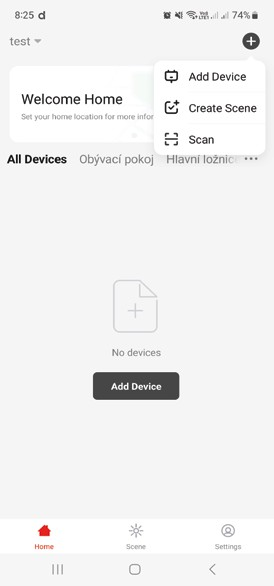 8:25 d
74%
test
Add Device
Create Scene
Scan
Welcome Home
Set your home location for more infor
All Devices Obývací pokoj Hlavní ložnic ...
No devices
Add Device
Home Scene Settings